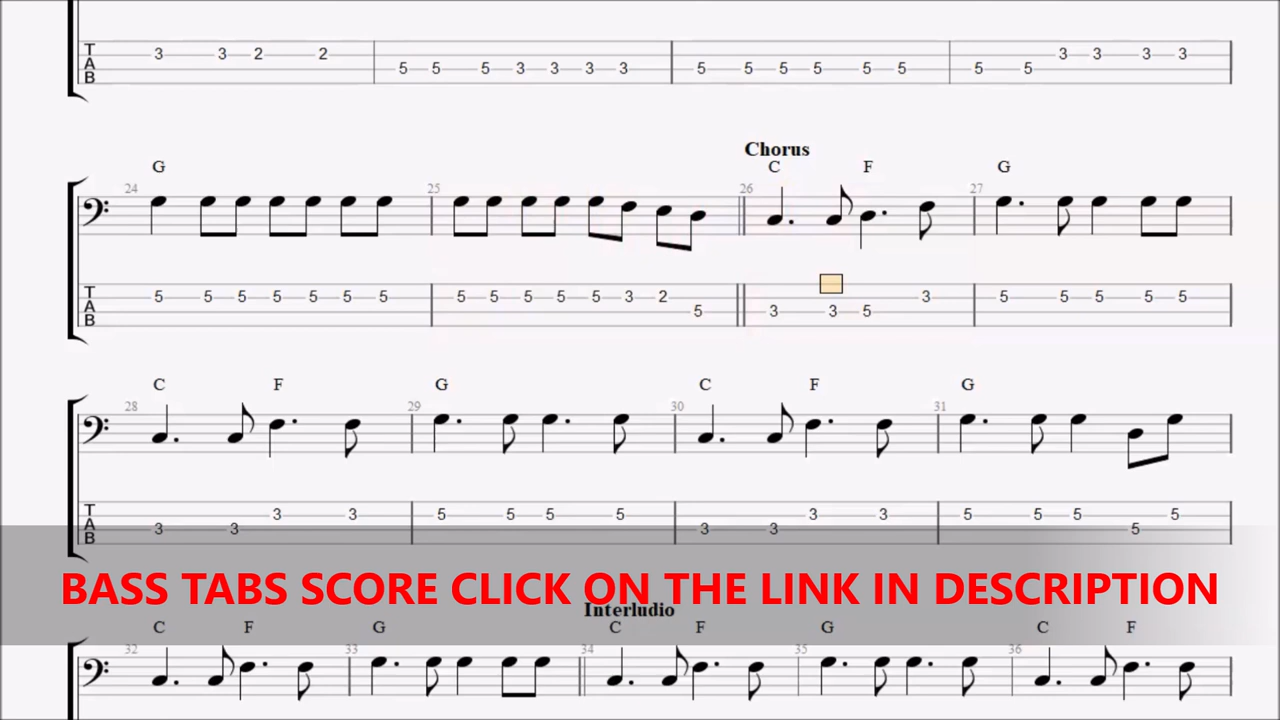 T 3 3 2 2
A 5 5 5 3 3 3 3 5 5 5 5 5 5 5 5 3 3 3 3
B
Chorus
G C F G
24 25 26 27
T 5 5 5 5 5 5 5 5 5 5 5 5 3 2 3 5 5 5 5 5
A 5 3 3 5
B
C F G C F G
28 29 30 31
T 3 3 5 5 5 5 3 3 5 5 5 5
A 3 3 3 3 5
B
BASS TABS SCORE CLICK ON THE LINK IN DESCRIPTION
Interludio
C F G C F G C F
32 33 34 35 36